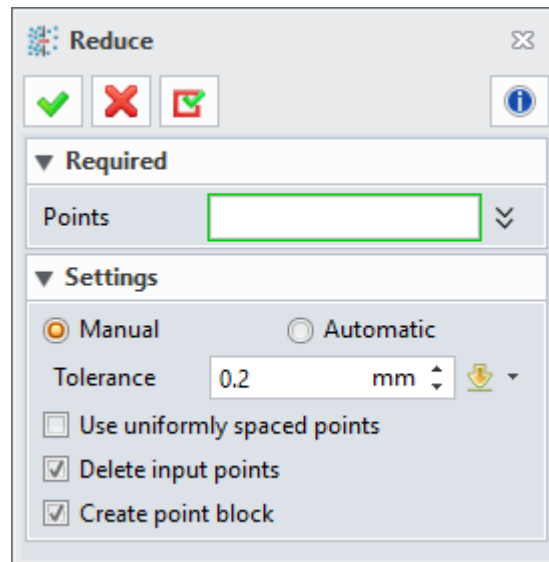 Reduce
Required
Points
Settings
Manual Automatic
Tolerance 0.2 mm
Use uniformly spaced points
Delete input points
Create point block